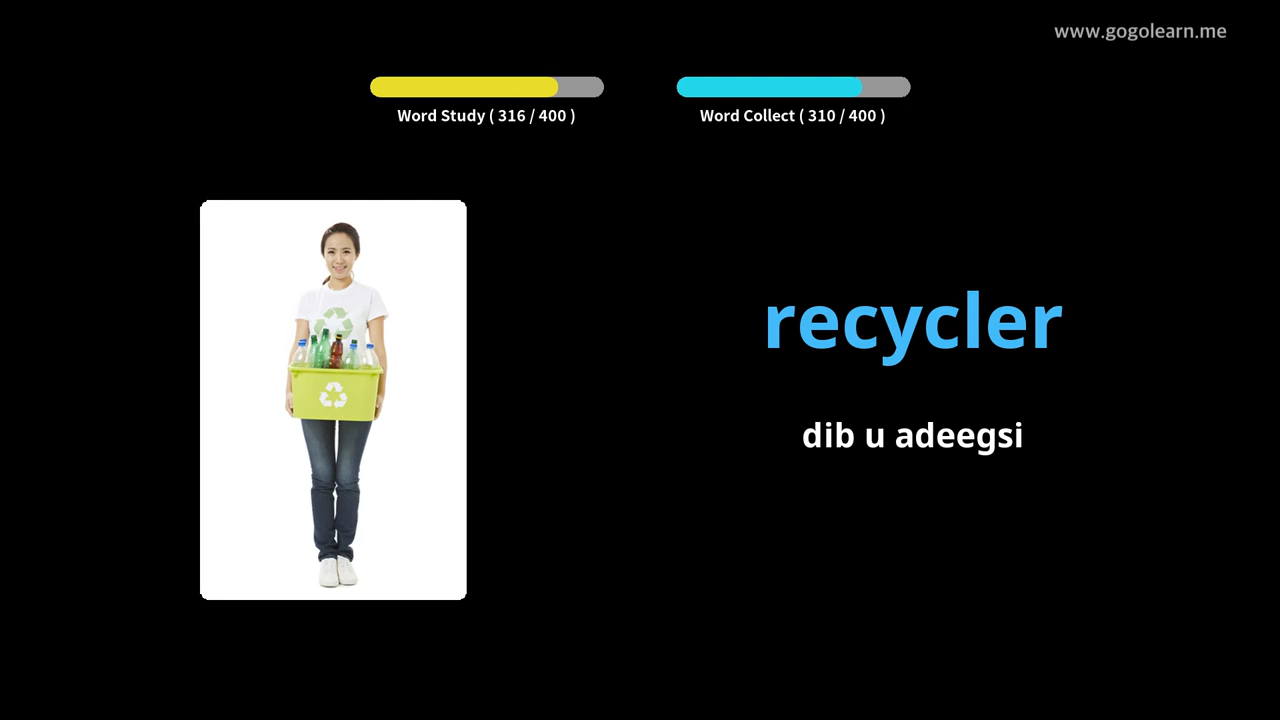 www.gogolearn.me
Word Study ( 316 / 400 )
Word Collect ( 310 / 400 )
recycler
dib u adeegsi